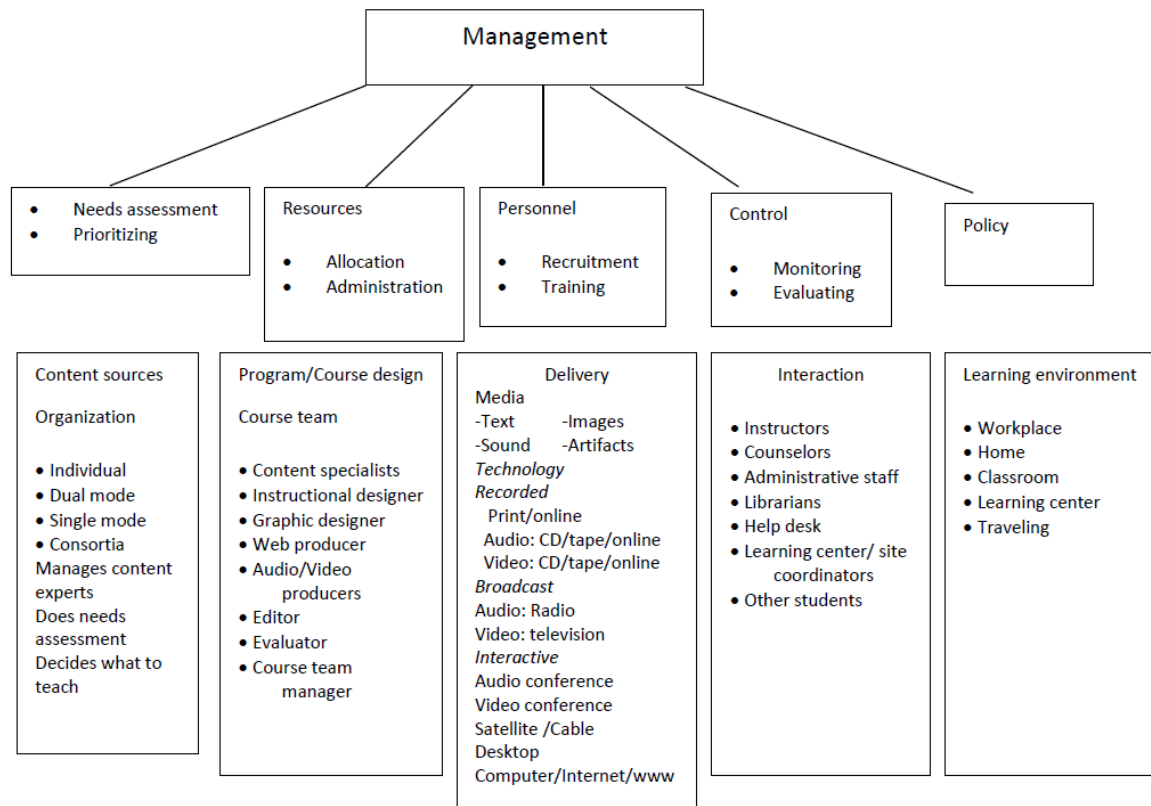 Management
• Needs assessment
• Prioritizing
Resources
• Allocation
• Administration
Personnel
• Recruitment
• Training
Control
• Monitoring
• Evaluating
Policy
Content sources
Organization
• Individual
• Dual mode
• Single mode
• Consortia
Manages content
experts
Does needs
assessment
Decides what to
teach
Program/Course design
Course team
• Content specialists
• Instructional designer
• Graphic designer
• Web producer
• Audio/Video
producers
• Editor
• Evaluator
• Course team
manager
Delivery
Media
-Text -Images
-Sound -Artifacts
Technology
Recorded
Print/online
Audio: CD/tape/online
Video: CD/tape/online
Broadcast
Audio: Radio
Video: television
Interactive
Audio conference
Video conference
Satellite /Cable
Desktop
Computer/Internet/www
Interaction
• Instructors
• Counselors
• Administrative staff
• Librarians
• Help desk
• Learning center/ site
coordinators
• Other students
Learning environment
• Workplace
• Home
• Classroom
• Learning center
• Traveling